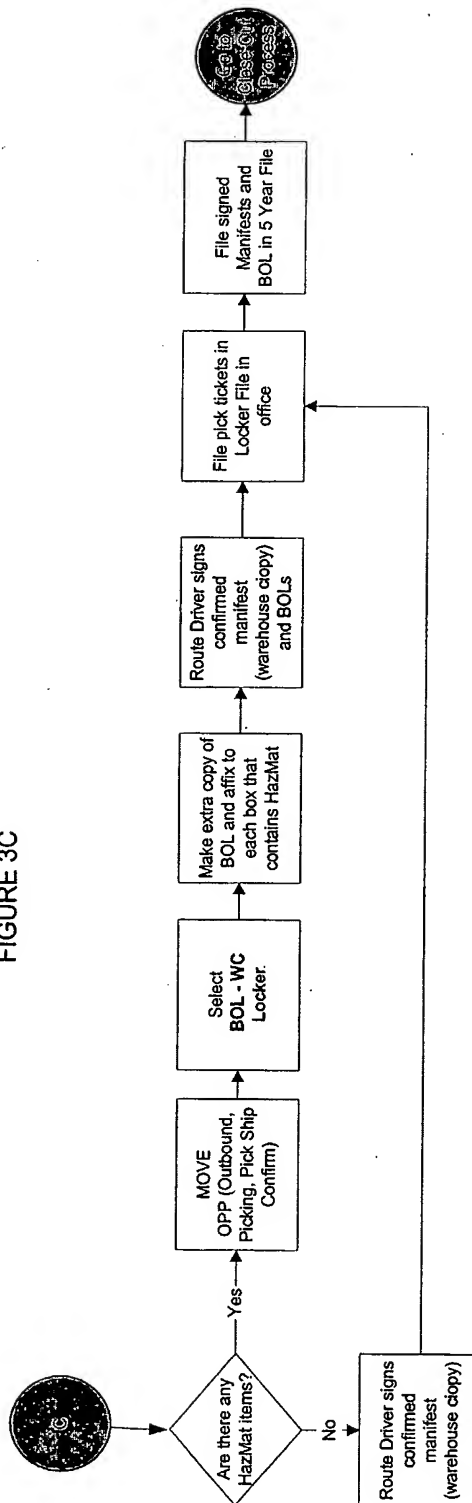 FIGURE 3C
C
Are there any
HazMat items?
Yes
MOVE
OPP (Outbound,
Picking, Pick Ship
Confirm)
Select
BOL - WC
Locker.
Make extra copy of
BOL and affix to
each box that
contains HazMat
Route Driver signs
confirmed
manifest
(warehouse ciopy)
and BOLs
File pick tickets in
Locker File in
office
File signed
Manifests and
BOL in 5 Year File
Go to
Close-Out
Process
No
Route Driver signs
confirmed
manifest
(warehouse ciopy)